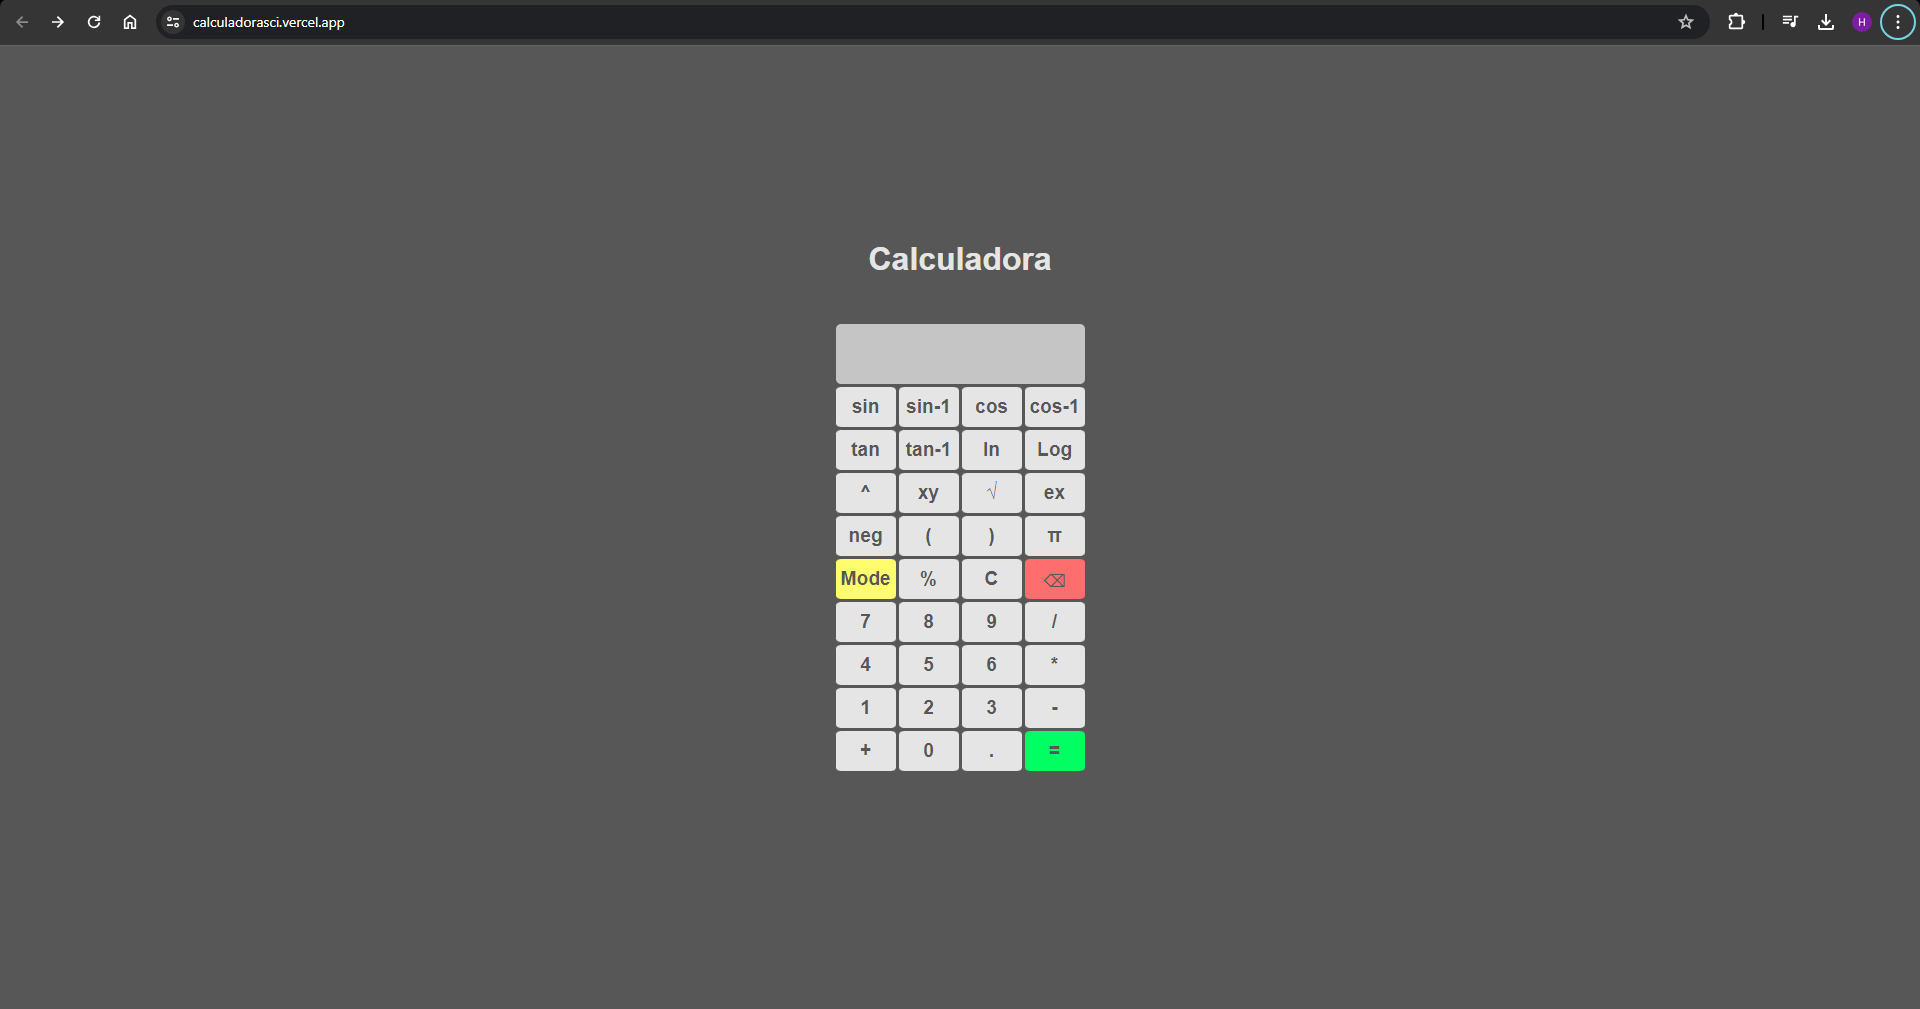 calculadorasci.vercel.app
H
Calculadora
sin sin-1 cos cos-1
tan tan-1 ln Log
^ xy √ ex
neg ( ) π
Mode % C ⌫
7 8 9 /
4 5 6 *
1 2 3 -
+ 0 . =